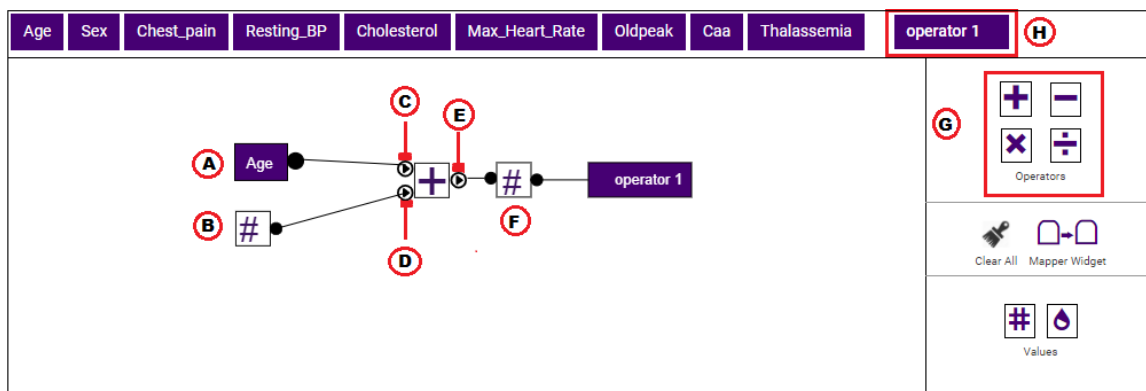 Age Sex Chest_pain Resting_BP Cholesterol Max_Heart_Rate Oldpeak Caa Thalassemia operator 1 H
C
E
G
A Age
+
#
operator 1
Operators
B #
F
D
Clear All Mapper Widget
#
Values